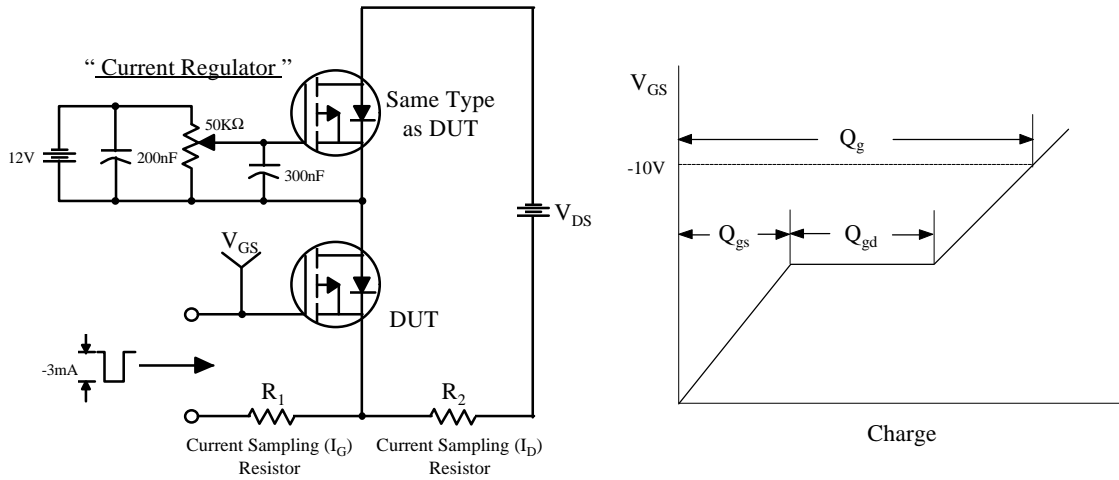 “ Current Regulator ”
Same Type
as DUT
50KΩ
12V
200nF
300nF
V_DS
V_GS
DUT
-3mA
R_1
R_2
Current Sampling (I_G)
Resistor
Current Sampling (I_D)
Resistor
V_GS
Q_g
-10V
Q_gs
Q_gd
Charge